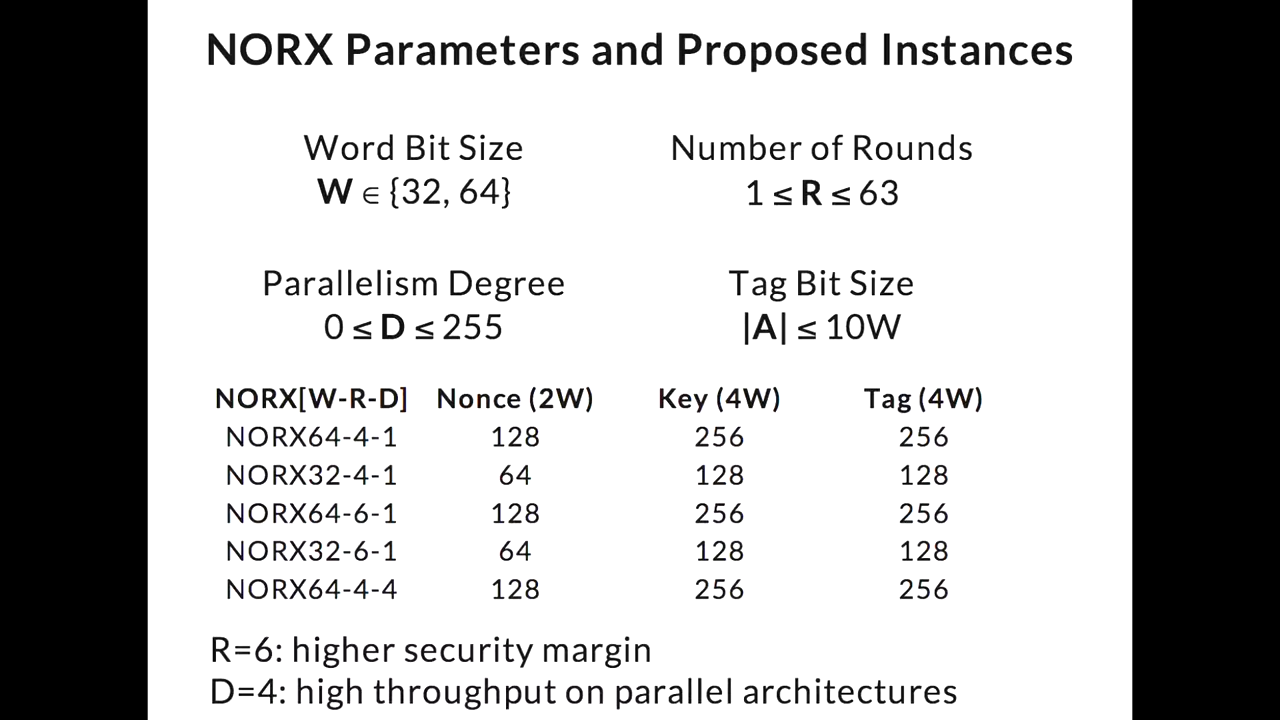 NORX Parameters and Proposed Instances
Word Bit Size
W ∈ {32, 64}
Number of Rounds
1 ≤ R ≤ 63
Parallelism Degree
0 ≤ D ≤ 255
Tag Bit Size
|A| ≤ 10W
NORX[W-R-D] Nonce (2W) Key (4W) Tag (4W)
NORX64-4-1 128 256 256
NORX32-4-1 64 128 128
NORX64-6-1 128 256 256
NORX32-6-1 64 128 128
NORX64-4-4 128 256 256
R=6: higher security margin
D=4: high throughput on parallel architectures